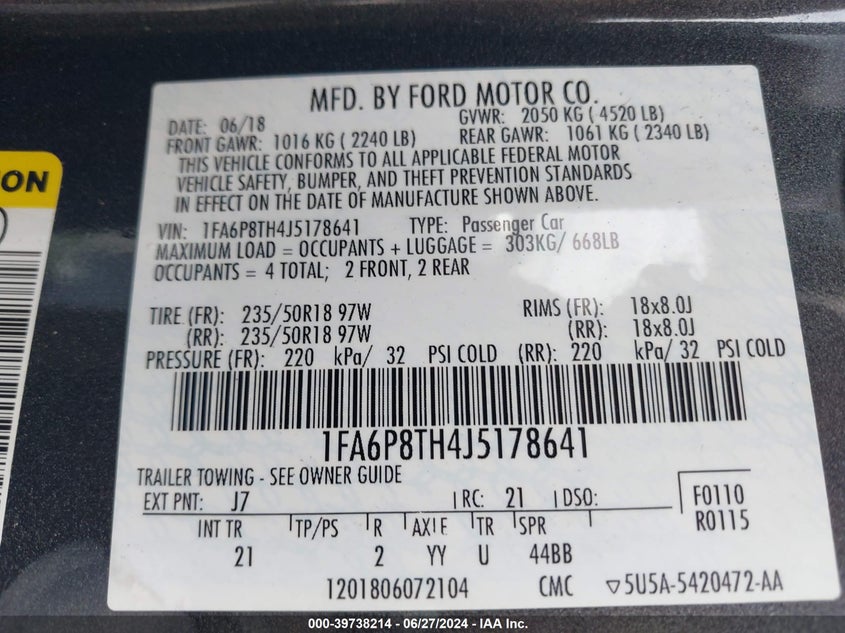 MFD. BY FORD MOTOR CO.
DATE: 06/18 GVWR: 2050 KG ( 4520 LB)
FRONT GAWR: 1016 KG ( 2240 LB) REAR GAWR: 1061 KG ( 2340 LB)
THIS VEHICLE CONFORMS TO ALL APPLICABLE FEDERAL MOTOR
VEHICLE SAFETY, BUMPER, AND THEFT PREVENTION STANDARDS
IN EFFECT ON THE DATE OF MANUFACTURE SHOWN ABOVE.
VIN: 1FA6P8TH4J5178641 TYPE: Passenger Car
MAXIMUM LOAD = OCCUPANTS + LUGGAGE = 303KG/ 668LB
OCCUPANTS = 4 TOTAL; 2 FRONT, 2 REAR
TIRE (FR): 235/50R18 97W RIMS (FR): 18x8.0J
(RR): 235/50R18 97W (RR): 18x8.0J
PRESSURE (FR): 220 kPa/ 32 PSI COLD (RR): 220 kPa/ 32 PSI COLD
1FA6P8TH4J5178641
TRAILER TOWING - SEE OWNER GUIDE
EXT PNT: J7 RC: 21 DSO: F0110
R0115
INT TR TP/PS R AXLE TR SPR
21 2 YY U 44BB
1201806072104 CMC ▽5U5A-5420472-AA
ON
000-39738214 - 06/27/2024 - IAA Inc.